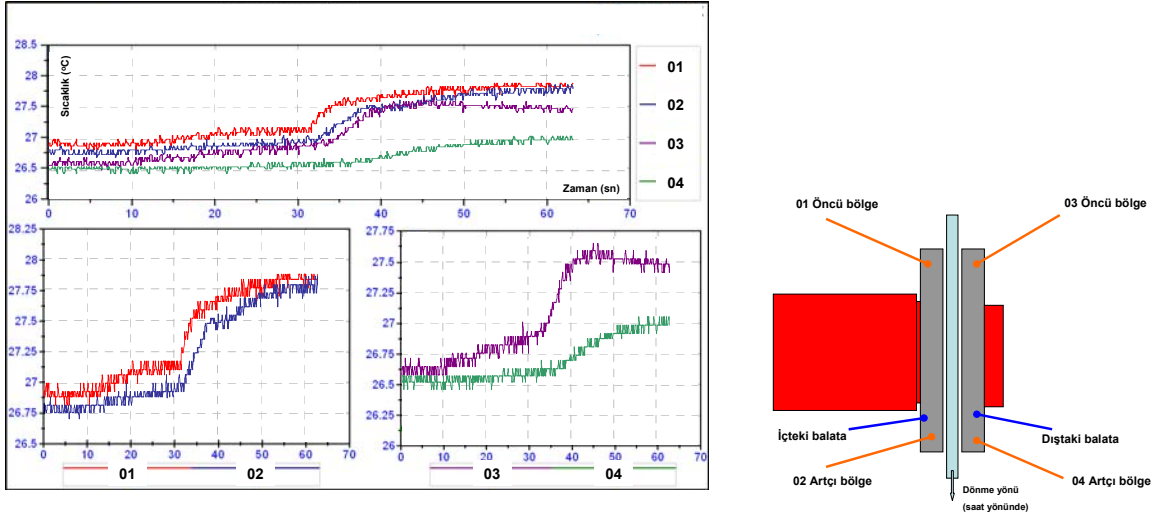 28.5
28
27.5
27
26.5
26
Sıcaklık (ºC)
Zaman (sn)
0 10 20 30 40 50 60 70
01
02
03
04
28.25
28
27.75
27.5
27.25
27
26.75
26.5
0 10 20 30 40 50 60 70
01 02
27.75
27.5
27.25
27
26.75
26.5
26.25
26
0 10 20 30 40 50 60 70
03 04
01 Öncü bölge
03 Öncü bölge
İçteki balata
Dıştaki balata
02 Artçı bölge
04 Artçı bölge
Dönme yönü
(saat yönünde)